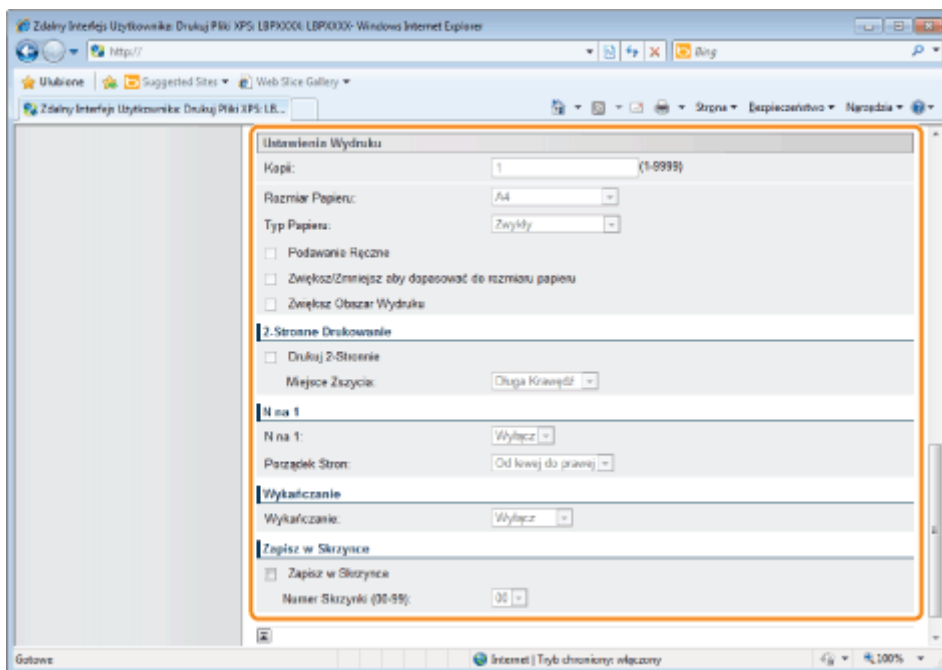 Zdalny Interfejs Użytkownika: Drukuj Pliki XPS: LBPXXXX: LBPXXXX- Windows Internet Explorer
http://
Bing
Ulubione Suggested Sites Web Slice Gallery
Zdalny Interfejs Użytkownika: Drukuj Pliki XPS: LB... Strona Bezpieczeństwo Narzędzia
Ustawienia Wydruku
Kopii: 1 (1-9999)
Rozmiar Papieru: A4
Typ Papieru: Zwykły
Podawanie Ręczne
Zwiększ/Zmniejsz aby dopasować do rozmiaru papieru
Zwiększ Obszar Wydruku
2-Stronne Drukowanie
Drukuj 2-Stronnie
Miejsce Zszycia: Długa Krawędź
N na 1
N na 1: Wyłącz
Porządek Stron: Od lewej do prawej
Wykańczanie
Wykańczanie: Wyłącz
Zapisz w Skrzynce
Zapisz w Skrzynce
Numer Skrzynki (00-99): 00
Gotowe Internet | Tryb chroniony: włączony 100%